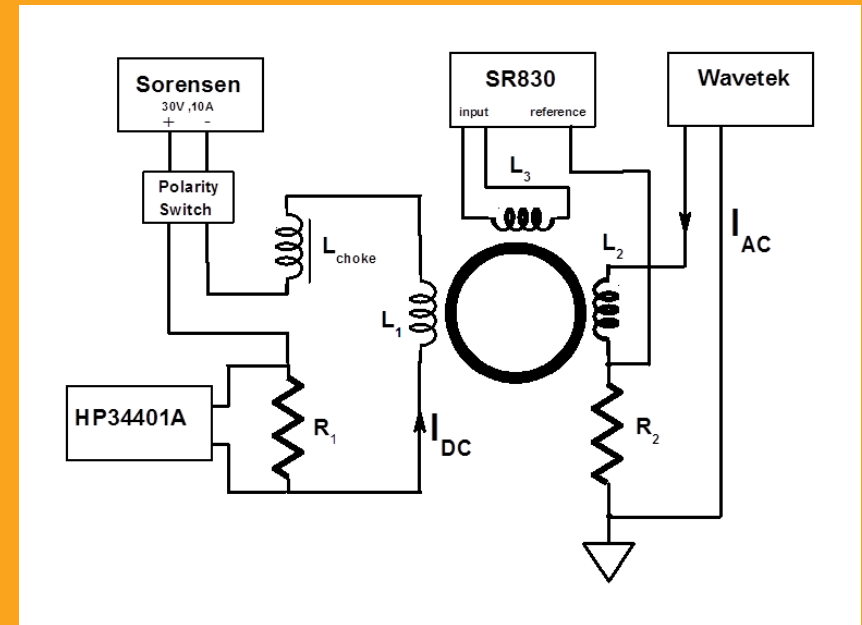 Sorensen
30V ,10A
+ -
Polarity
Switch
SR830
input reference
Wavetek
L3
L2
Lchoke
L1
IAC
HP34401A
R1
IDC
R2